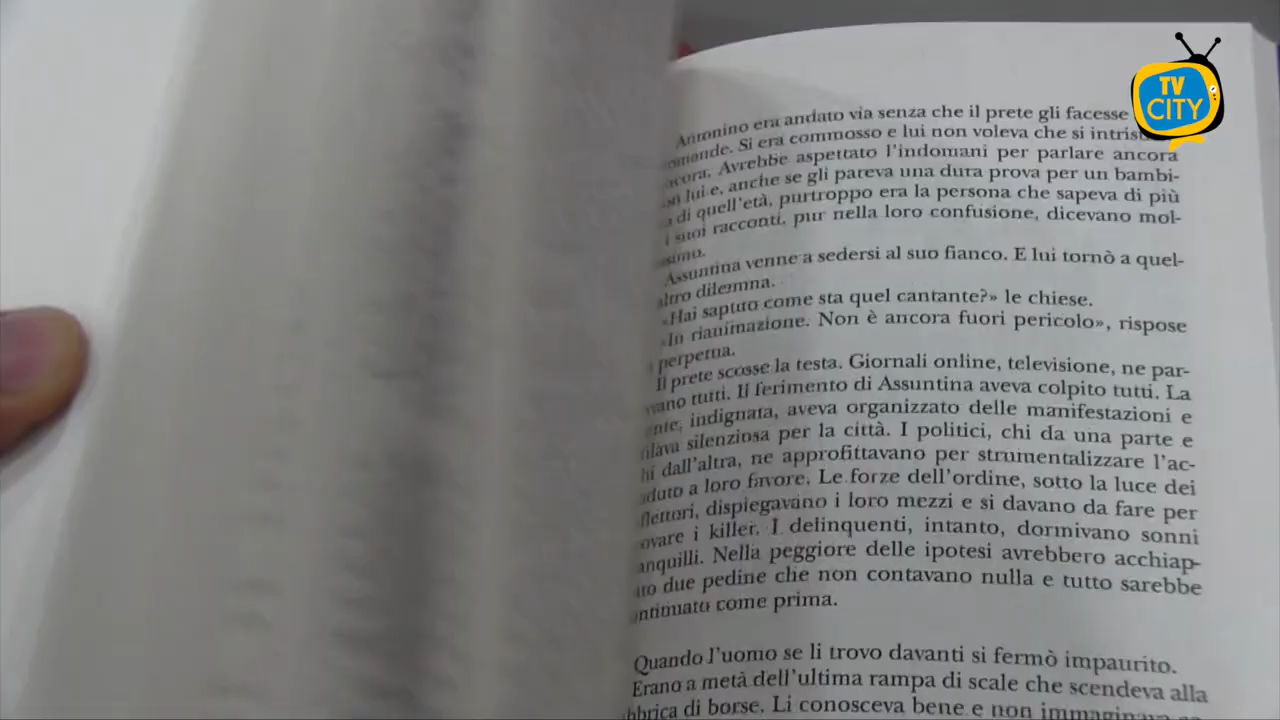 TV
CITY
Antonino era andato via senza che il prete gli facesse
Si era commosso e lui non voleva che si
Avrebbe aspettato l'indomani per parlare ancora
lui e, anche se gli pareva una dura prova per un bambi-
di quell'età, purtroppo era la persona che sapeva di più
i suoi racconti, pur nella loro confusione, dicevano mol-
Assuntina venne a sedersi al suo fianco. E lui tornò a quel-
altro dilemna.
«Hai saputo come sta quel cantante?» le chiese.
«In rianimazione. Non è ancora fuori pericolo», rispose
perpetua.
Il prete scosse la testa. Giornali online, televisione, ne par-
tutti. Il ferimento di Assuntina aveva colpito tutti. La
indignata, aveva organizzato delle manifestazioni e
silenziosa per la città. I politici, chi da una parte e
dall'altra, ne approfittavano per strumentalizzare l'ac-
a loro favore. Le forze dell'ordine, sotto la luce dei
dispiegavano i loro mezzi e si davano da fare per
i killer. I delinquenti, intanto, dormivano sonni
Nella peggiore delle ipotesi avrebbero acchiap-
due pedine che non contavano nulla e tutto sarebbe
come prima.
Quando l'uomo se li trovo davanti si fermò impaurito.
Erano a metà dell'ultima rampa di scale che scendeva alla
di borse. Li conosceva bene e non